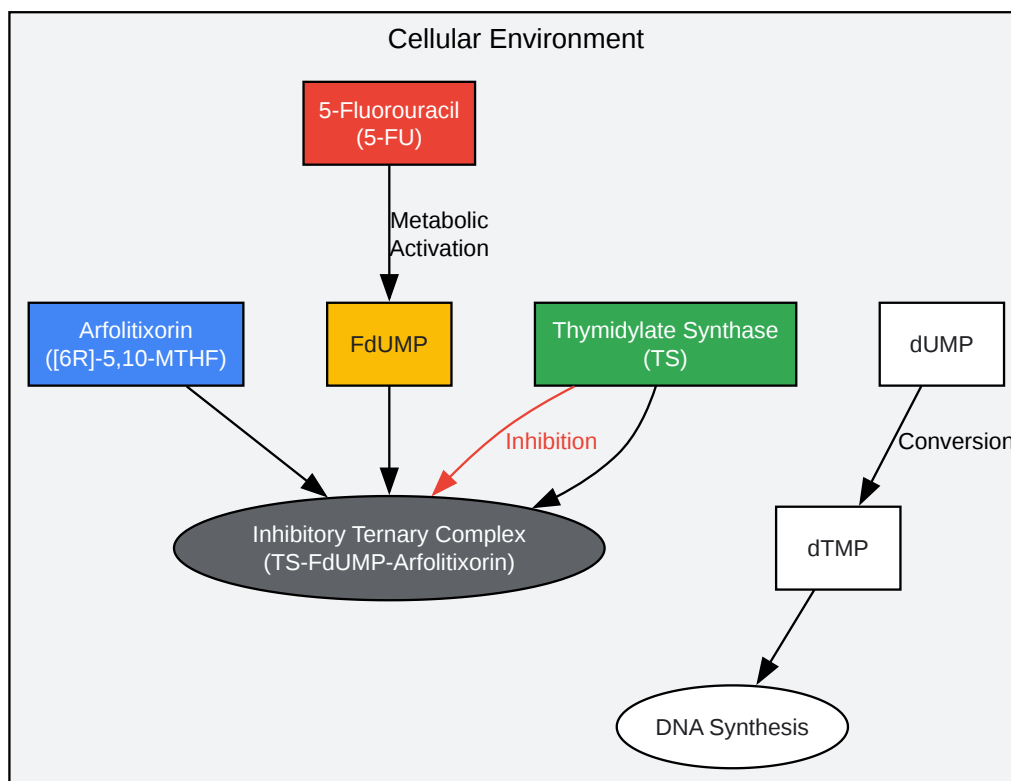 Cellular Environment
5-Fluorouracil
(5-FU)
Metabolic
Activation
Arfolitixorin
([6R]-5,10-MTHF)
FdUMP
Thymidylate Synthase
(TS)
dUMP
Inhibition
Conversion
Inhibitory Ternary Complex
(TS-FdUMP-Arfolitixorin)
dTMP
DNA Synthesis